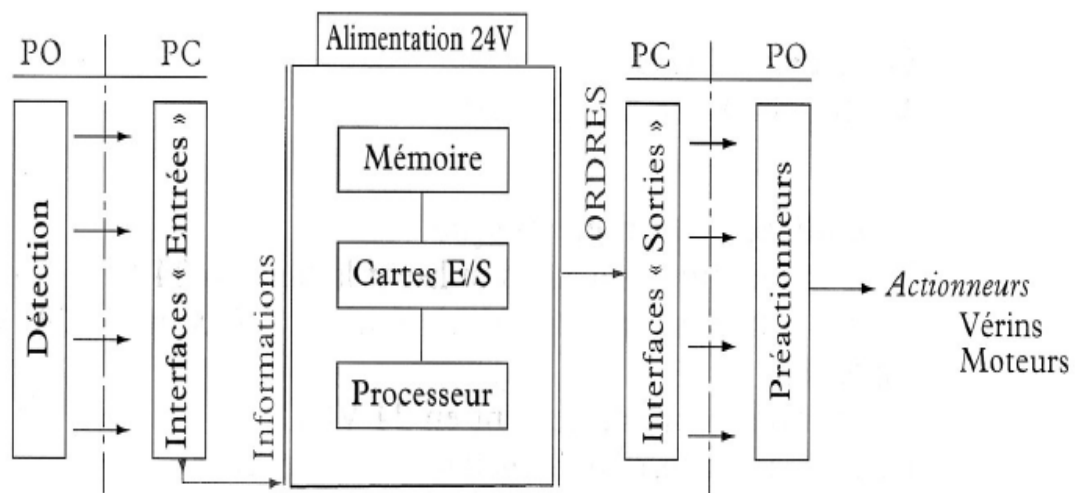 Alimentation 24V
PO
PC
PC
PO
Détection
Interfaces « Entrées »
Informations
Mémoire
Cartes E/S
Processeur
ORDRES
Interfaces « Sorties »
Préactionneurs
Actionneurs
Vérins
Moteurs